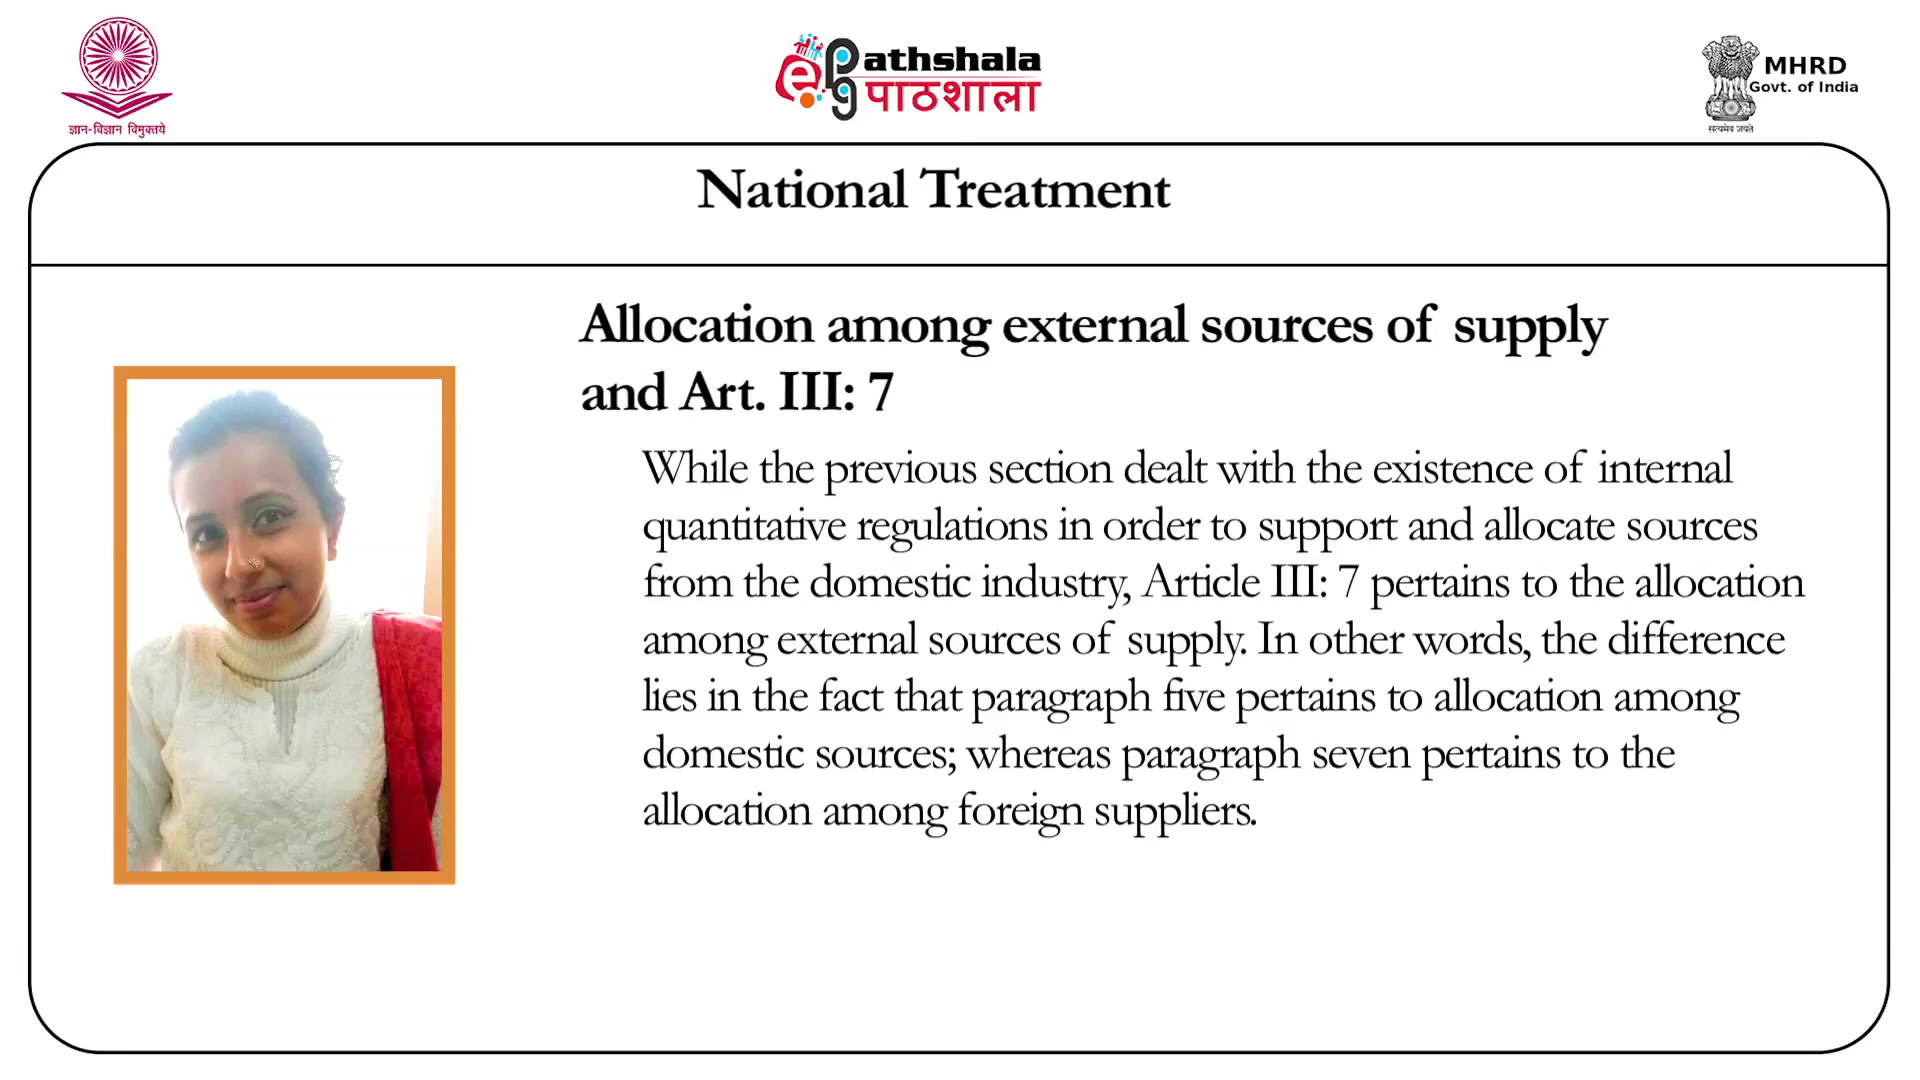 ज्ञान-विज्ञान विमुक्तये
e Pg Pathshala
पाठशाला
MHRD
Govt. of India
सत्यमेव जयते
National Treatment
Allocation among external sources of supply
and Art. III: 7
While the previous section dealt with the existence of internal
quantitative regulations in order to support and allocate sources
from the domestic industry, Article III: 7 pertains to the allocation
among external sources of supply. In other words, the difference
lies in the fact that paragraph five pertains to allocation among
domestic sources; whereas paragraph seven pertains to the
allocation among foreign suppliers.